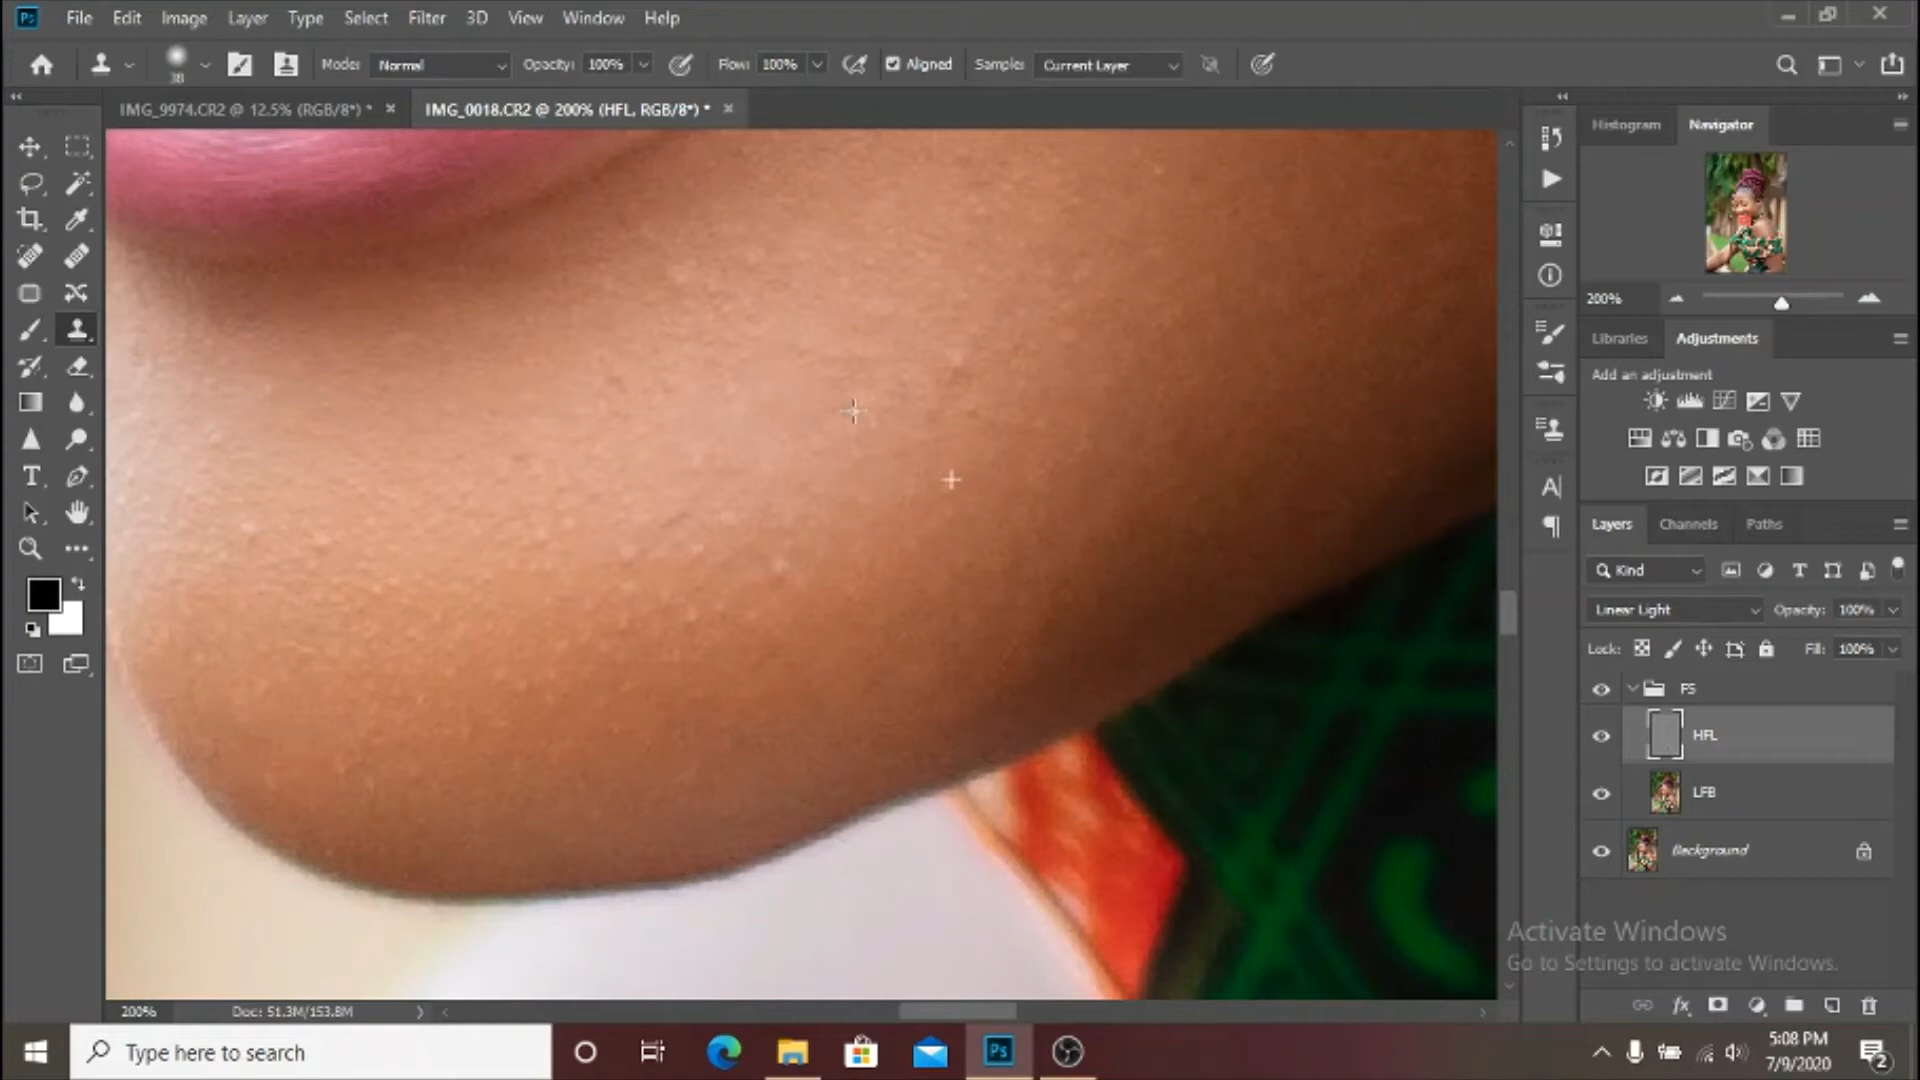 Ps File Edit Image Layer Type Select Filter 3D View Window Help
38 Mode: Normal Opacity: 100% Flow: 100% Aligned Sample: Current Layer
IMG_9974.CR2 @ 12.5% (RGB/8*) * IMG_0018.CR2 @ 200% (HFL, RGB/8*) *
Histogram Navigator
200%
Libraries Adjustments
Add an adjustment
Layers Channels Paths
Kind
Linear Light Opacity: 100%
Lock: Fill: 100%
FS
HFL
LFB
Background
Activate Windows
Go to Settings to activate Windows.
200% Doc: 51.3M/153.8M
Type here to search
Ps
5:08 PM
7/9/2020
2